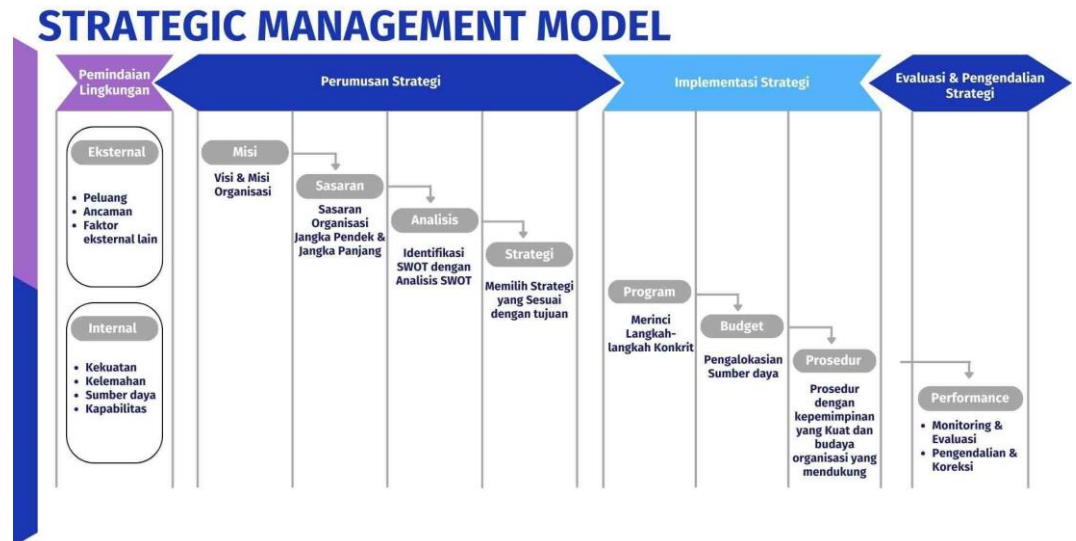 STRATEGIC MANAGEMENT MODEL
Pemindaian
Lingkungan
Perumusan Strategi
Implementasi Strategi
Evaluasi & Pengendalian
Strategi
Eksternal
• Peluang
• Ancaman
• Faktor
eksternal lain
Internal
• Kekuatan
• Kelemahan
• Sumber daya
• Kapabilitas
Misi
Visi & Misi
Organisasi
Sasaran
Sasaran
Organisasi
Jangka Pendek &
Jangka Panjang
Analisis
Identifikasi
SWOT dengan
Analisis SWOT
Strategi
Memilih Strategi
yang Sesuai
dengan tujuan
Program
Merinci
Langkah-
langkah Konkrit
Budget
Pengalokasian
Sumber daya
Prosedur
Prosedur
dengan
kepemimpinan
yang Kuat dan
budaya
organisasi yang
mendukung
Performance
• Monitoring &
Evaluasi
• Pengendalian &
Koreksi